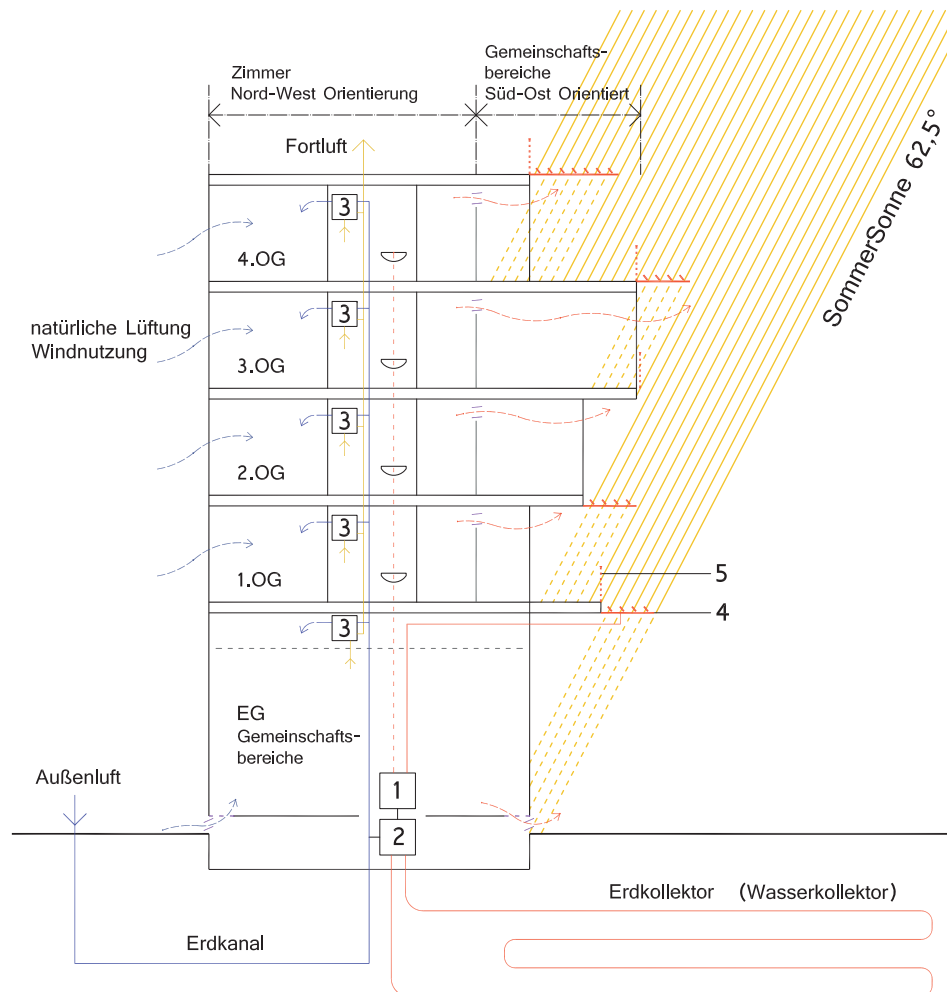 Gemeinschafts-
bereiche
Süd-Ost Orientiert
Zimmer
Nord-West Orientierung
Fortluft
SommerSonne 62,5°
3
4.OG
natürliche Lüftung
Windnutzung
3
3.OG
3
2.OG
3
1.OG
5
4
3
EG
Gemeinschafts-
bereiche
Außenluft
1
2
Erdkollektor (Wasserkollektor)
Erdkanal